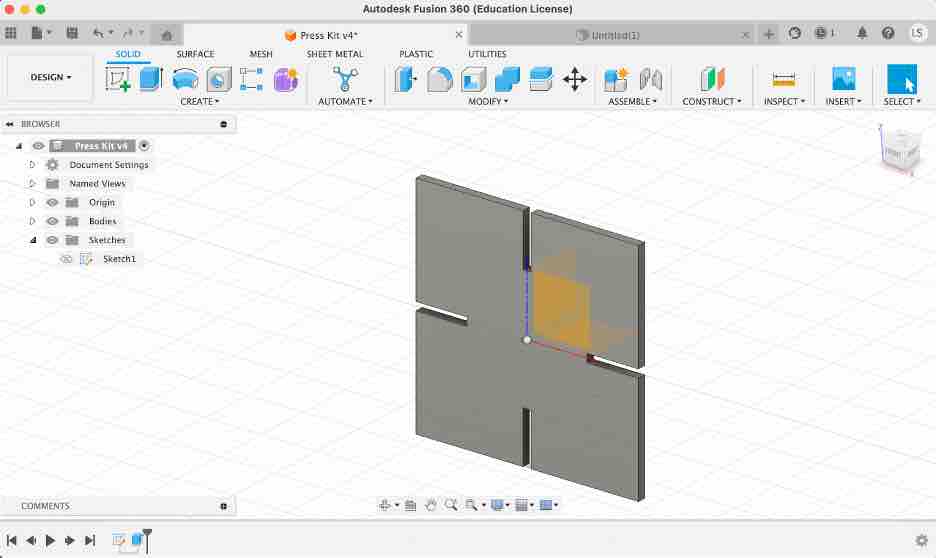 Autodesk Fusion 360 (Education License)
Press Kit v4*
Untitled(1)
1
LS
DESIGN
SOLID
SURFACE
MESH
SHEET METAL
PLASTIC
UTILITIES
CREATE
AUTOMATE
MODIFY
ASSEMBLE
CONSTRUCT
INSPECT
INSERT
SELECT
BROWSER
Press Kit v4
Document Settings
Named Views
Origin
Bodies
Sketches
Sketch1
Z
FRONT
X
COMMENTS